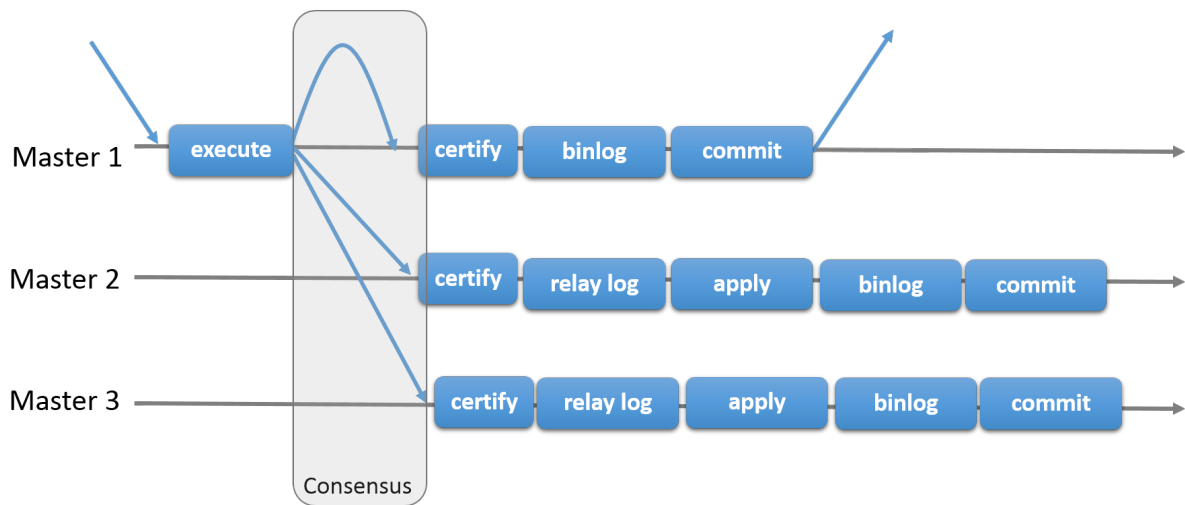 Master 1 execute certify binlog commit
Master 2 certify relay log apply binlog commit
Master 3 certify relay log apply binlog commit
Consensus